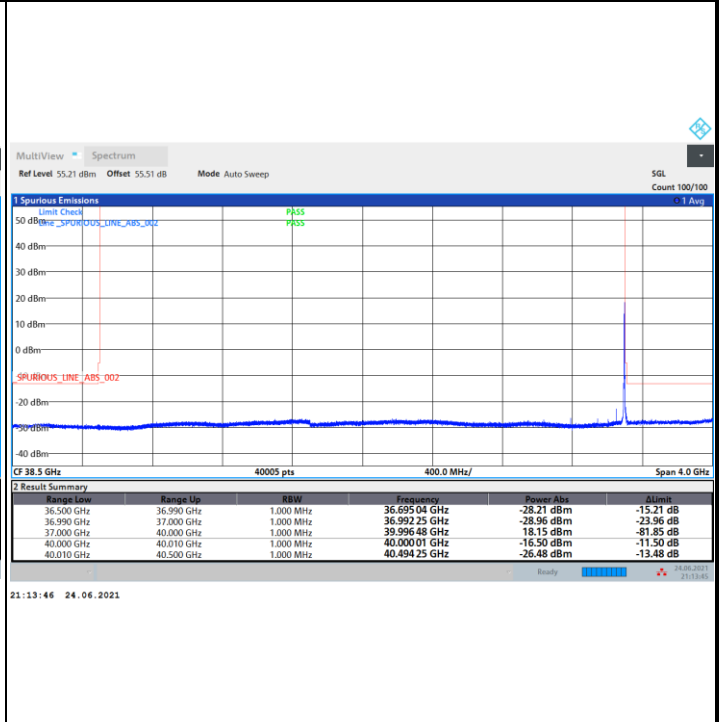 MultiView Spectrum
Ref Level 55.21 dBm Offset 55.51 dB Mode Auto Sweep SGL
Count 100/100
1 Spurious Emissions 1 Avg
Limit Check PASS
50 dBm Line _SPURIOUS_LINE_ABS_002 PASS
40 dBm
30 dBm
20 dBm
10 dBm
0 dBm
_SPURIOUS_LINE_ABS_002
-20 dBm
-30 dBm
-40 dBm
CF 38.5 GHz 40005 pts 400.0 MHz/ Span 4.0 GHz
2 Result Summary
Range Low Range Up RBW Frequency Power Abs ΔLimit
36.500 GHz 36.990 GHz 1.000 MHz 36.695 04 GHz -28.21 dBm -15.21 dB
36.990 GHz 37.000 GHz 1.000 MHz 36.992 25 GHz -28.96 dBm -23.96 dB
37.000 GHz 40.000 GHz 1.000 MHz 39.996 48 GHz 18.15 dBm -81.85 dB
40.000 GHz 40.010 GHz 1.000 MHz 40.000 01 GHz -16.50 dBm -11.50 dB
40.010 GHz 40.500 GHz 1.000 MHz 40.494 25 GHz -26.48 dBm -13.48 dB
Ready 24.06.2021
21:13:45
21:13:46 24.06.2021